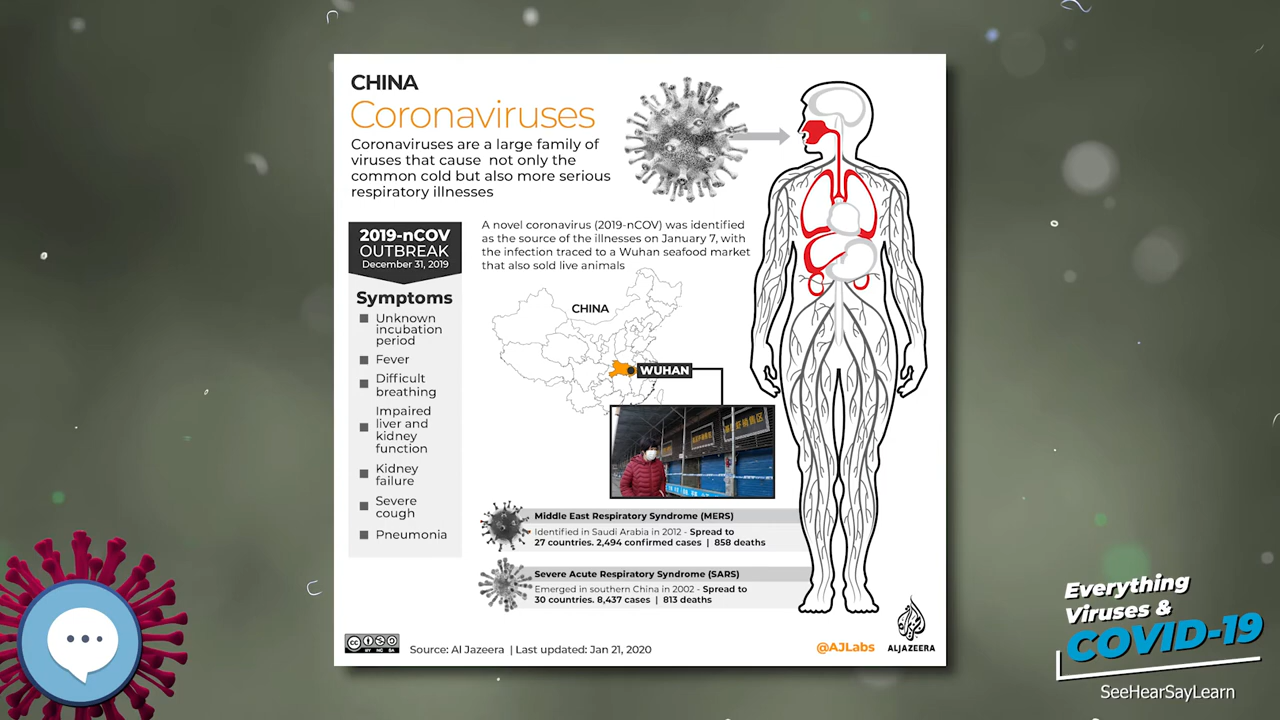 CHINA
Coronaviruses
Coronaviruses are a large family of
viruses that cause not only the
common cold but also more serious
respiratory illnesses
2019-nCOV
OUTBREAK
December 31, 2019
Symptoms
Unknown
incubation
period
Fever
Difficult
breathing
Impaired
liver and
kidney
function
Kidney
failure
Severe
cough
Pneumonia
A novel coronavirus (2019-nCOV) was identified
as the source of the illnesses on January 7, with
the infection traced to a Wuhan seafood market
that also sold live animals
CHINA
WUHAN
Middle East Respiratory Syndrome (MERS)
Identified in Saudi Arabia in 2012 - Spread to
27 countries. 2,494 confirmed cases | 858 deaths
Severe Acute Respiratory Syndrome (SARS)
Emerged in southern China in 2002 - Spread to
30 countries. 8,437 cases | 813 deaths
cc
BY NC SA
Source: Al Jazeera | Last updated: Jan 21, 2020
@AJLabs
ALJAZEERA
Everything
Viruses &
COVID-19
SeeHearSayLearn